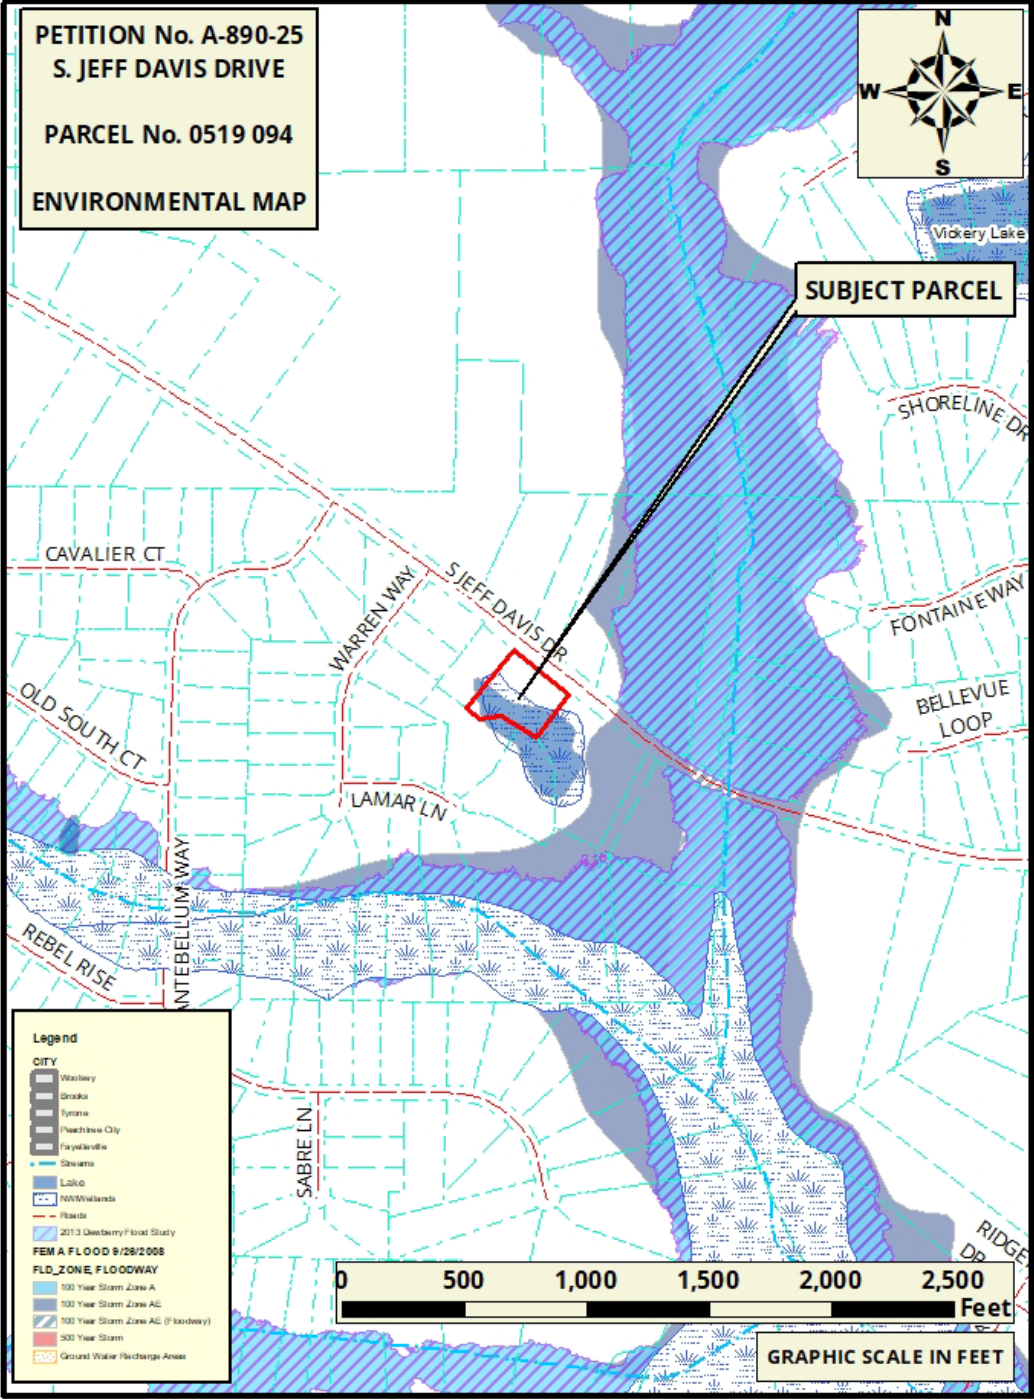 PETITION No. A-890-25
S. JEFF DAVIS DRIVE
PARCEL No. 0519 094
ENVIRONMENTAL MAP
N
W E
S
Vickery Lake
SUBJECT PARCEL
SHORELINE DR
CAVALIER CT
S JEFF DAVIS DR
WARREN WAY
FONTAINE WAY
OLD SOUTH CT
BELLEVUE
LOOP
LAMAR LN
ANTEBELLUM WAY
REBEL RISE
SABRE LN
RIDGE
DR
Legend
CITY
Woolsey
Brooks
Tyrone
Peachtree City
Fayetteville
Streams
Lake
NWIWetlands
Roads
2013 Dewberry Flood Study
FEMA FLOOD 9/26/2008
FLD_ZONE, FLOODWAY
100 Year Storm Zone A
100 Year Storm Zone AE
100 Year Storm Zone AE (Floodway)
500 Year Storm
Ground Water Recharge Areas
0 500 1,000 1,500 2,000 2,500
Feet
GRAPHIC SCALE IN FEET